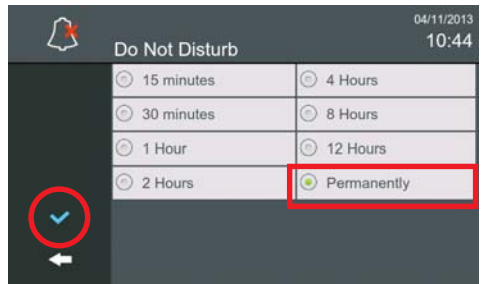 04/11/2013
Do Not Disturb 10:44
15 minutes 4 Hours
30 minutes 8 Hours
1 Hour 12 Hours
2 Hours Permanently